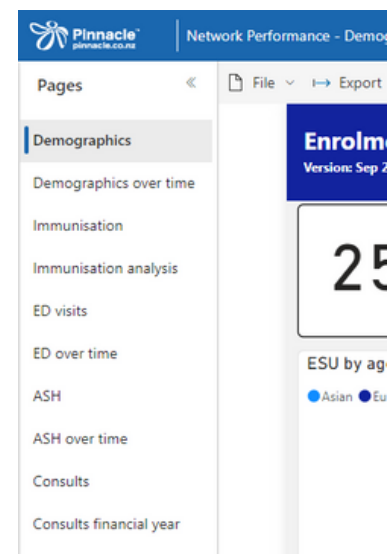 Pinnacle
pinnacle.co.nz
Network Performance - Demog
Pages
File
Export
Demographics
Demographics over time
Immunisation
Immunisation analysis
ED visits
ED over time
ASH
ASH over time
Consults
Consults financial year
Enrolm
Version: Sep 2
25
ESU by ag
Asian Eu